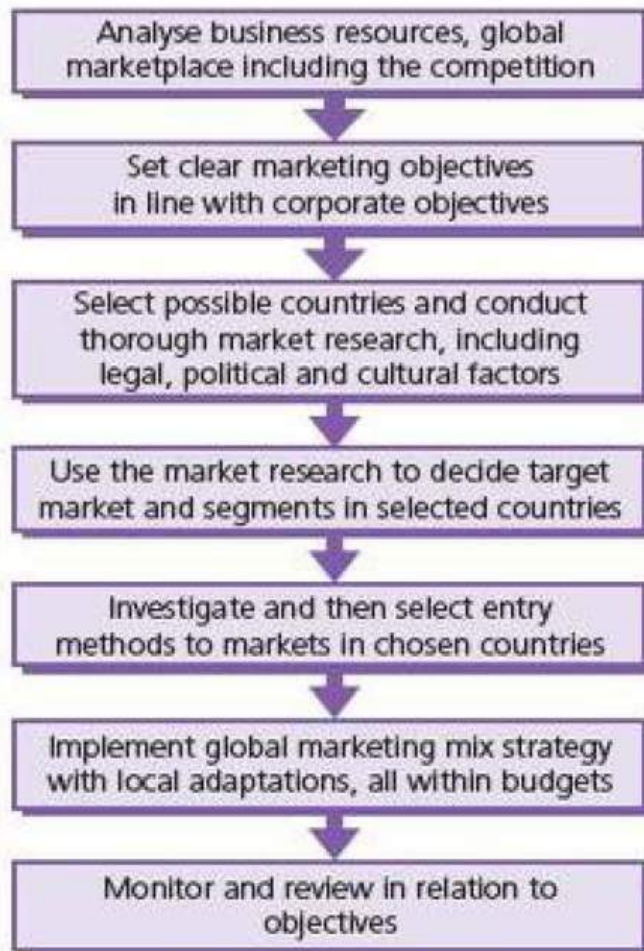 Analyse business resources, global
marketplace including the competition
Set clear marketing objectives
in line with corporate objectives
Select possible countries and conduct
thorough market research, including
legal, political and cultural factors
Use the market research to decide target
market and segments in selected countries
Investigate and then select entry
methods to markets in chosen countries
Implement global marketing mix strategy
with local adaptations, all within budgets
Monitor and review in relation to
objectives